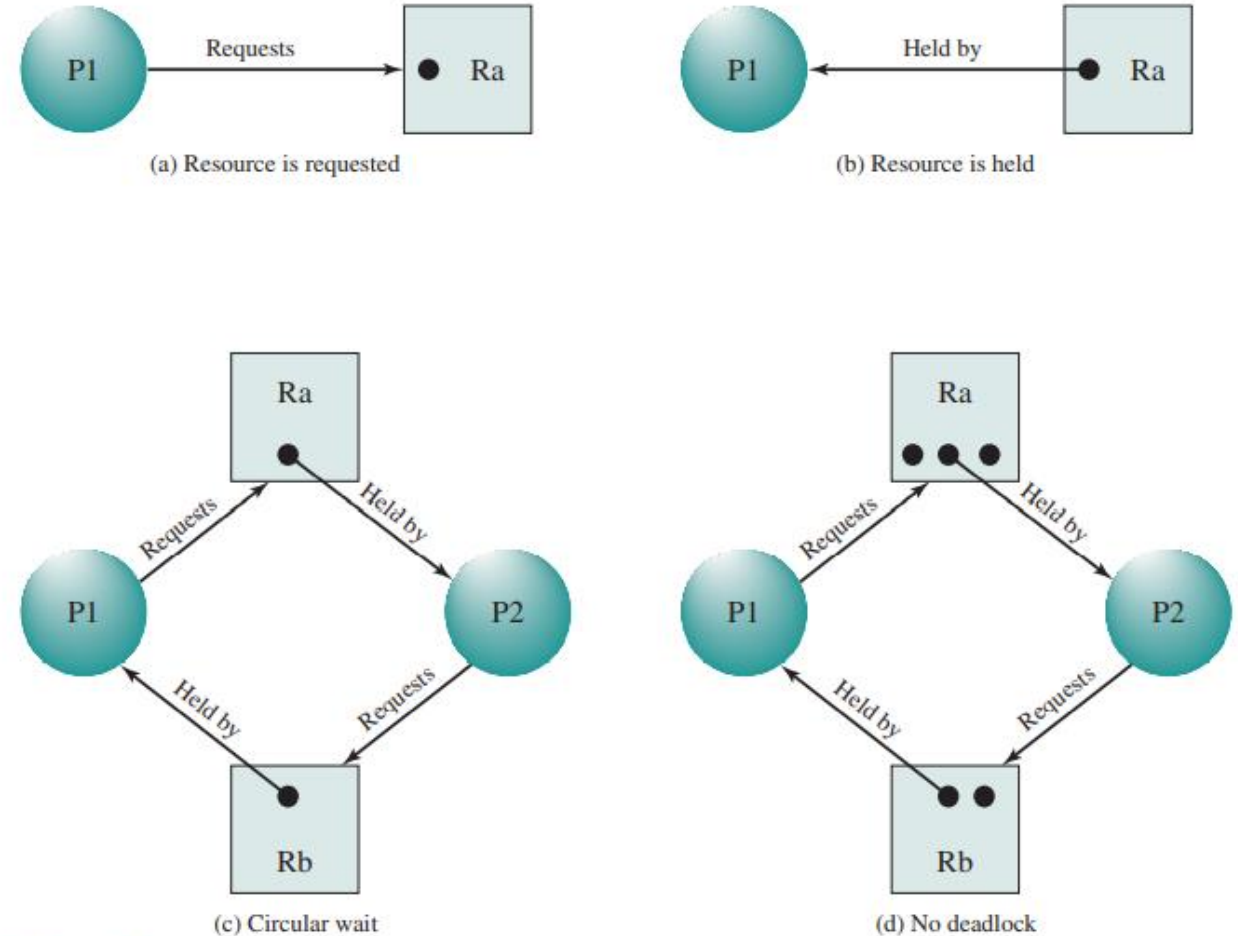 Requests
P1
Ra
(a) Resource is requested
Held by
P1
Ra
(b) Resource is held
Ra
Requests
Held by
P1
P2
Held by
Requests
Rb
(c) Circular wait
Ra
Requests
Held by
P1
P2
Held by
Requests
Rb
(d) No deadlock